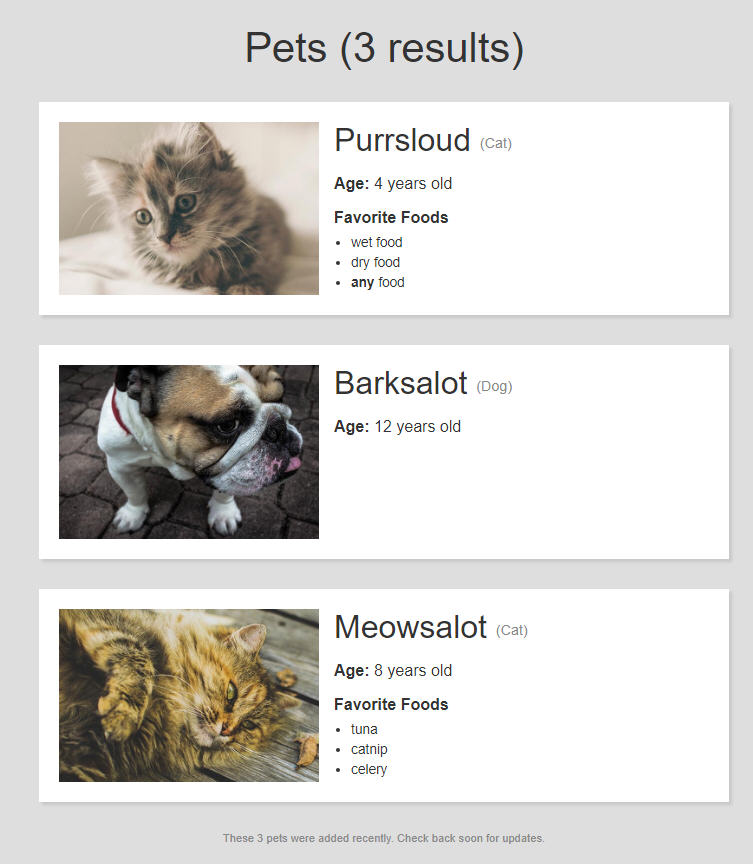 Pets (3 results)
Purrsloud (Cat)
Age: 4 years old
Favorite Foods
wet food
dry food
any food
Barksalot (Dog)
Age: 12 years old
Meowsalot (Cat)
Age: 8 years old
Favorite Foods
tuna
catnip
celery
These 3 pets were added recently. Check back soon for updates.